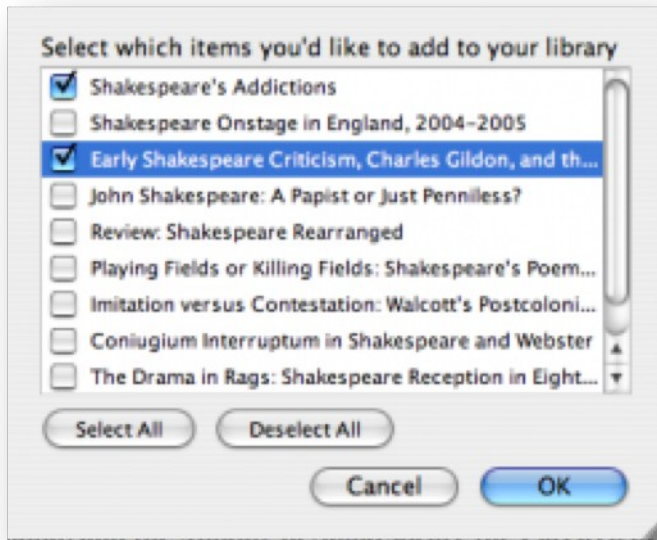 Select which items you'd like to add to your library
Shakespeare's Addictions
Shakespeare Onstage in England, 2004-2005
Early Shakespeare Criticism, Charles Gildon, and th...
John Shakespeare: A Papist or Just Penniless?
Review: Shakespeare Rearranged
Playing Fields or Killing Fields: Shakespeare's Poem...
Imitation versus Contestation: Walcott's Postcoloni...
Coniugium Interruptum in Shakespeare and Webster
The Drama in Rags: Shakespeare Reception in Eight...
Select All Deselect All
Cancel OK